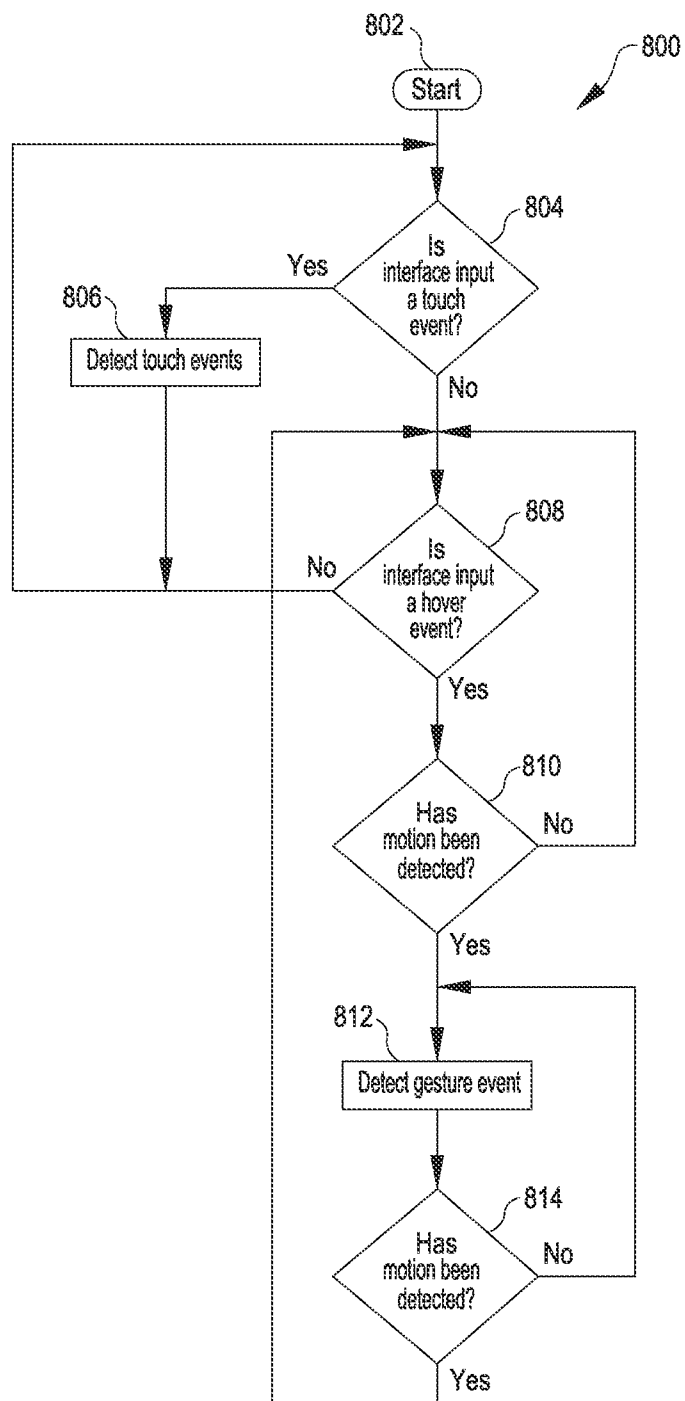 802
800
Start
804
Is
interface input
a touch
event?
Yes
806
Detect touch events
No
808
Is
interface input
a hover
event?
No
Yes
810
Has
motion been
detected?
No
Yes
812
Detect gesture event
814
Has
motion been
detected?
No
Yes